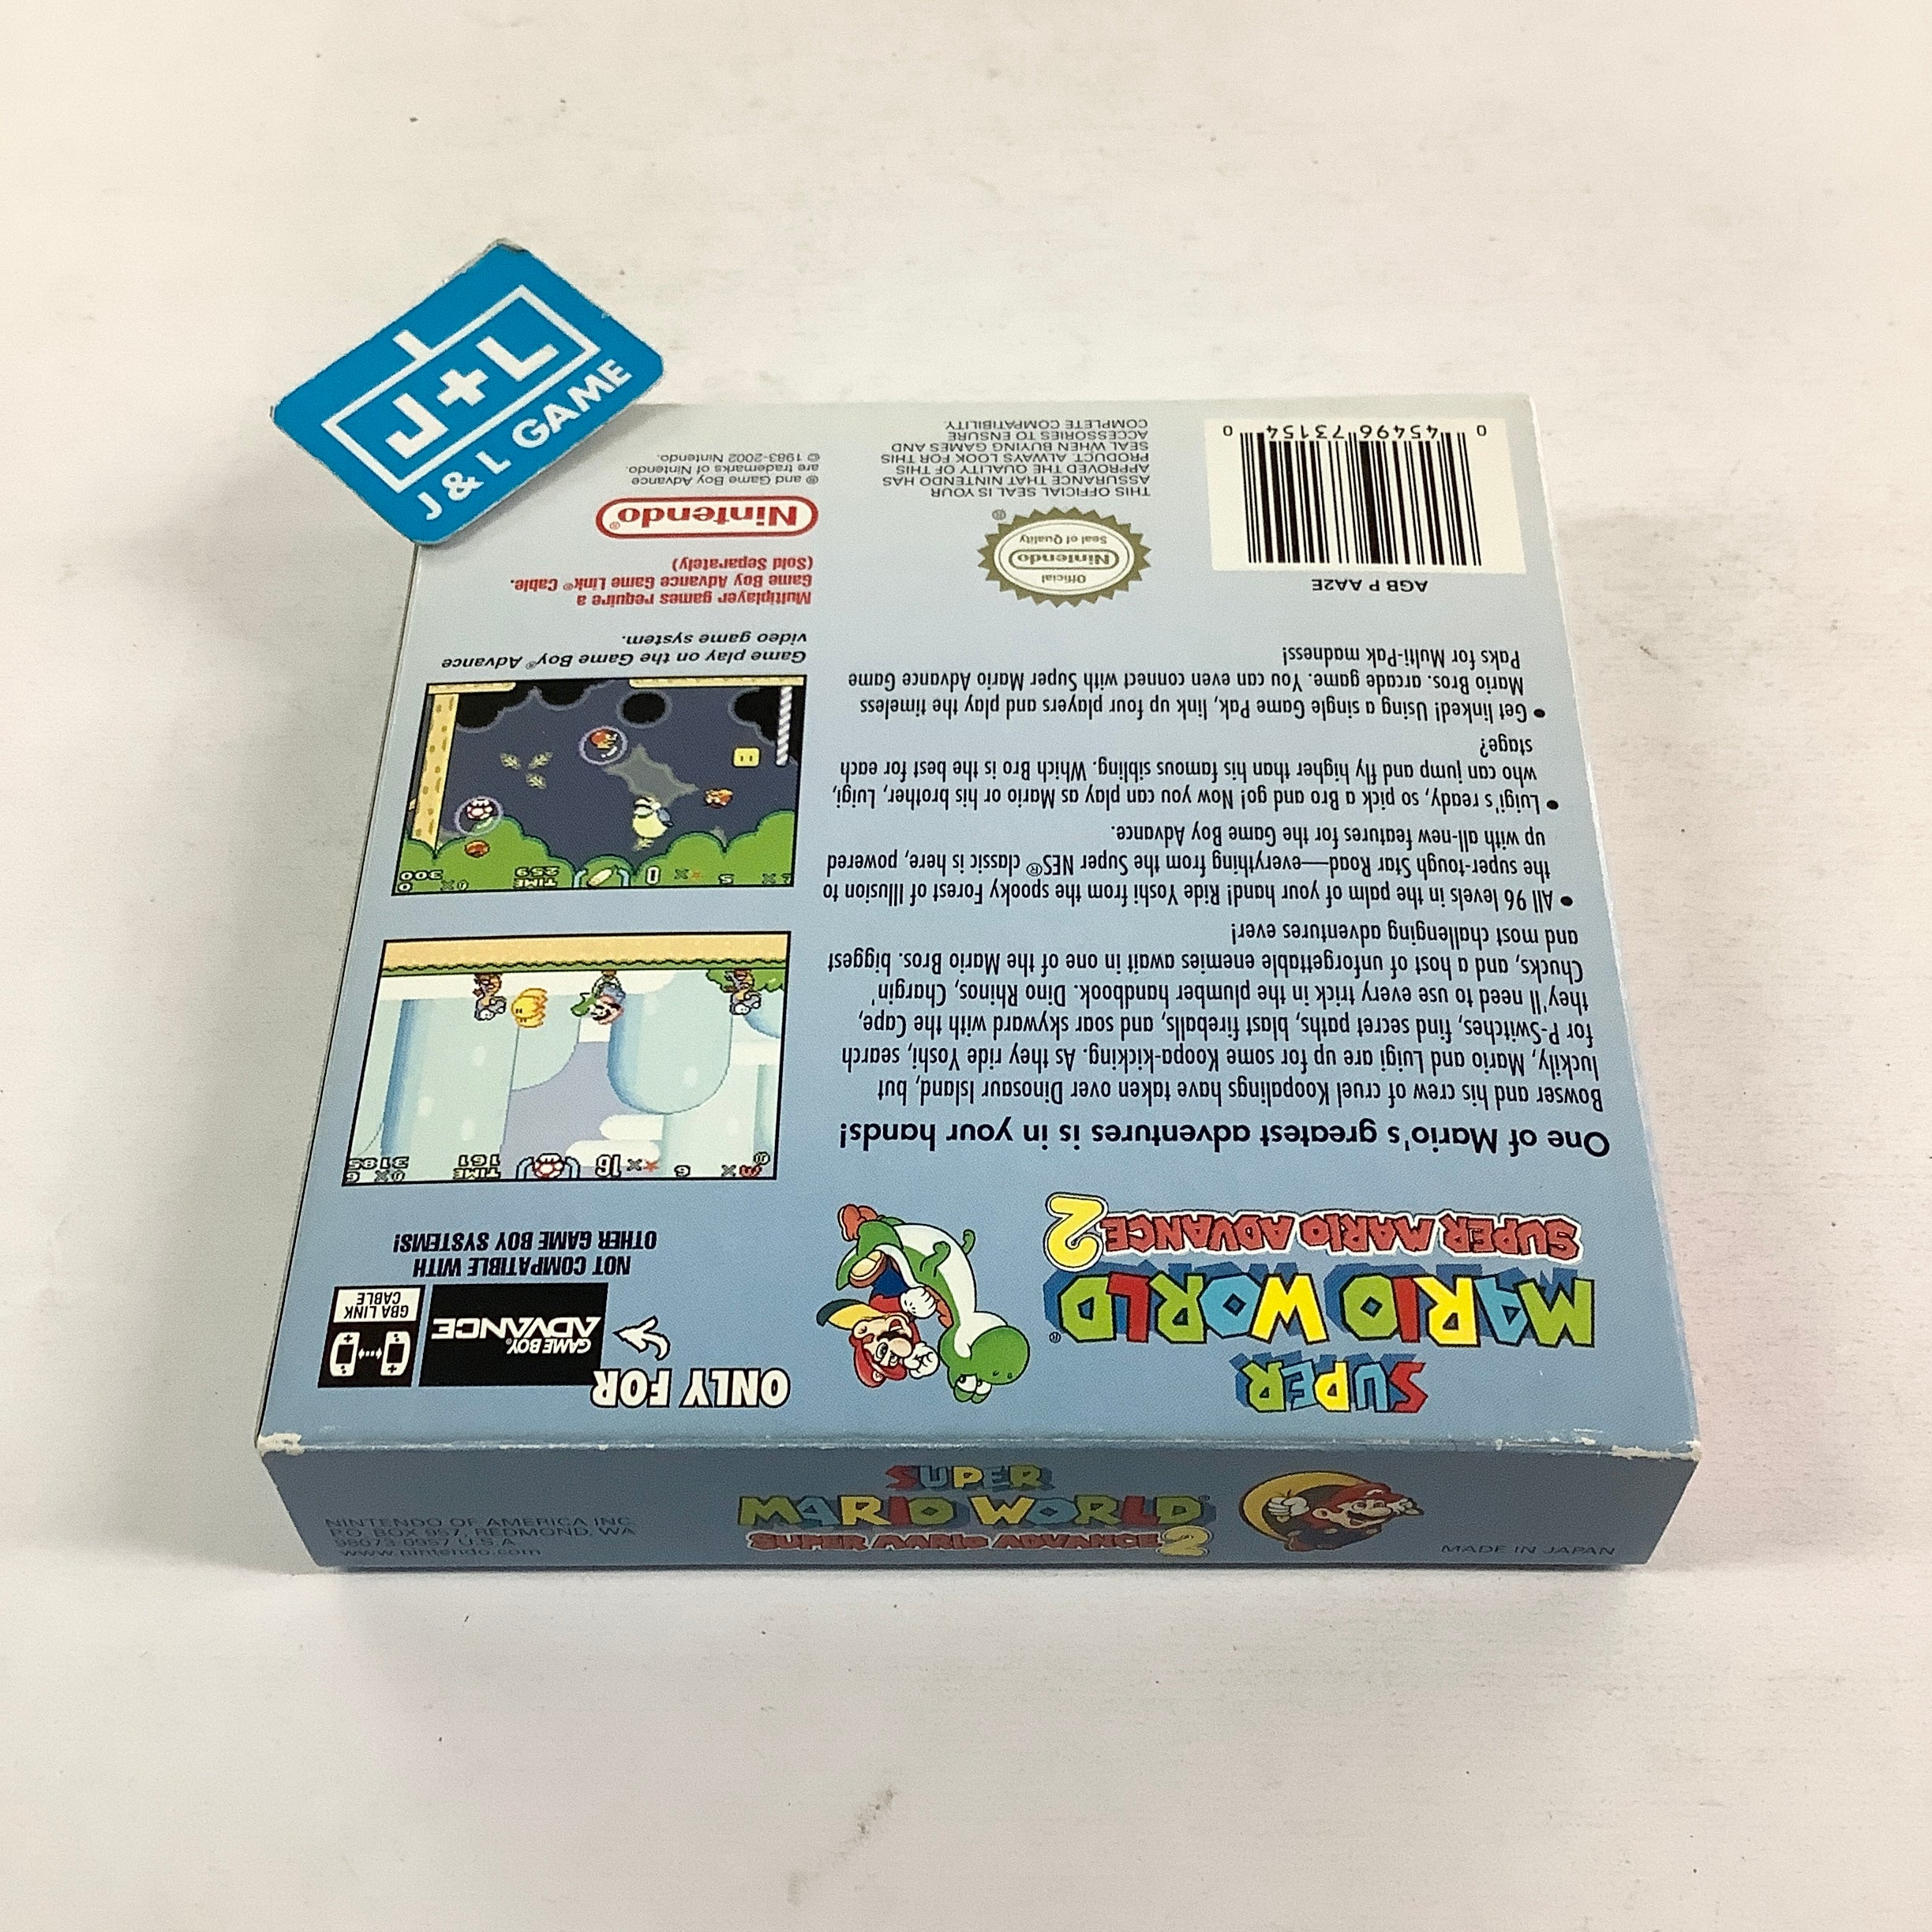 J+L
J & L GAME
SUPER
MARIO WORLD®
SUPER MARIO ADVANCE 2
ONLY FOR
GAME BOY
ADVANCE
GBA LINK
CABLE
NOT COMPATIBLE WITH
OTHER GAME BOY SYSTEMS!
One of Mario's greatest adventures is in your hands!
Bowser and his crew of cruel Koopalings have taken over Dinosaur Island, but
luckily, Mario and Luigi are up for some Koopa-kicking. As they ride Yoshi, search
for P-Switches, find secret paths, blast fireballs, and soar skyward with the Cape,
they'll need to use every trick in the plumber handbook. Dino Rhinos, Chargin'
Chucks, and a host of unforgettable enemies await in one of the Mario Bros. biggest
and most challenging adventures ever!
• All 96 levels in the palm of your hand! Ride Yoshi from the spooky Forest of Illusion to
the super-tough Star Road—everything from the Super NES® classic is here, powered
up with all-new features for the Game Boy Advance.
• Luigi's ready, so pick a Bro and go! Now you can play as Mario or his brother, Luigi,
who can jump and fly higher than his famous sibling. Which Bro is the best for each
stage?
• Get linked! Using a single Game Pak, link up four players and play the timeless
Mario Bros. arcade game. You can even connect with Super Mario Advance Game
Paks for Multi-Pak madness!
TIME
161
3185
TIME
259
300
Game play on the Game Boy® Advance
video game system.
Multiplayer games require a
Game Boy Advance Game Link® Cable.
(Sold Separately)
Nintendo®
® and Game Boy Advance
are trademarks of Nintendo.
© 1983-2002 Nintendo.
AGB P AA2E
0 45496 73154 0
Official
Nintendo
Seal of Quality
®
THIS OFFICIAL SEAL IS YOUR
ASSURANCE THAT NINTENDO HAS
APPROVED THE QUALITY OF THIS
PRODUCT. ALWAYS LOOK FOR THIS
SEAL WHEN BUYING GAMES AND
ACCESSORIES TO ENSURE
COMPLETE COMPATIBILITY.
NINTENDO OF AMERICA INC.
P.O. BOX 957, REDMOND, WA
98073-0957 U.S.A.
www.nintendo.com
SUPER
MARIO WORLD®
SUPER MARIO ADVANCE 2
MADE IN JAPAN